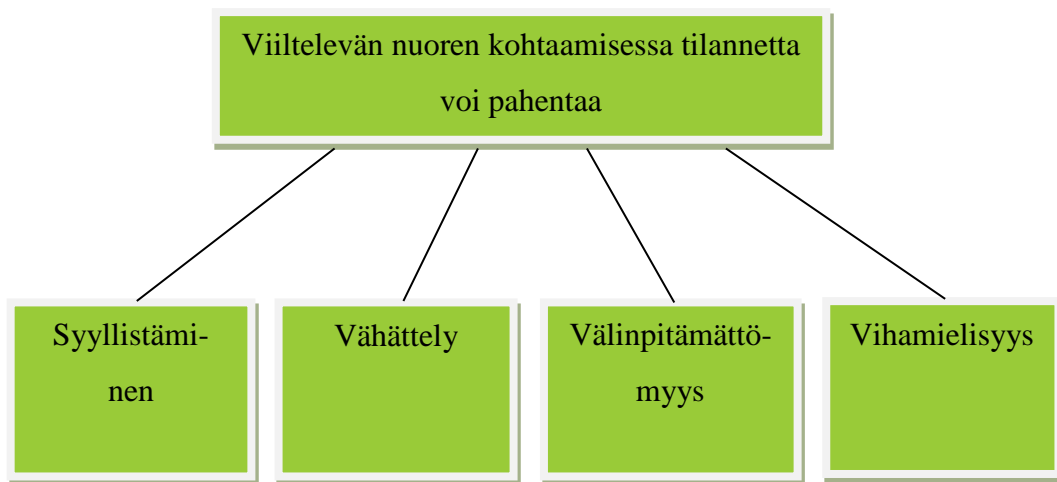 Viiltelevän nuoren kohtaamisessa tilannetta
voi pahentaa
Syyllistämi-
nen
Vähättely
Välinpitämättö-
myys
Vihamielisyys